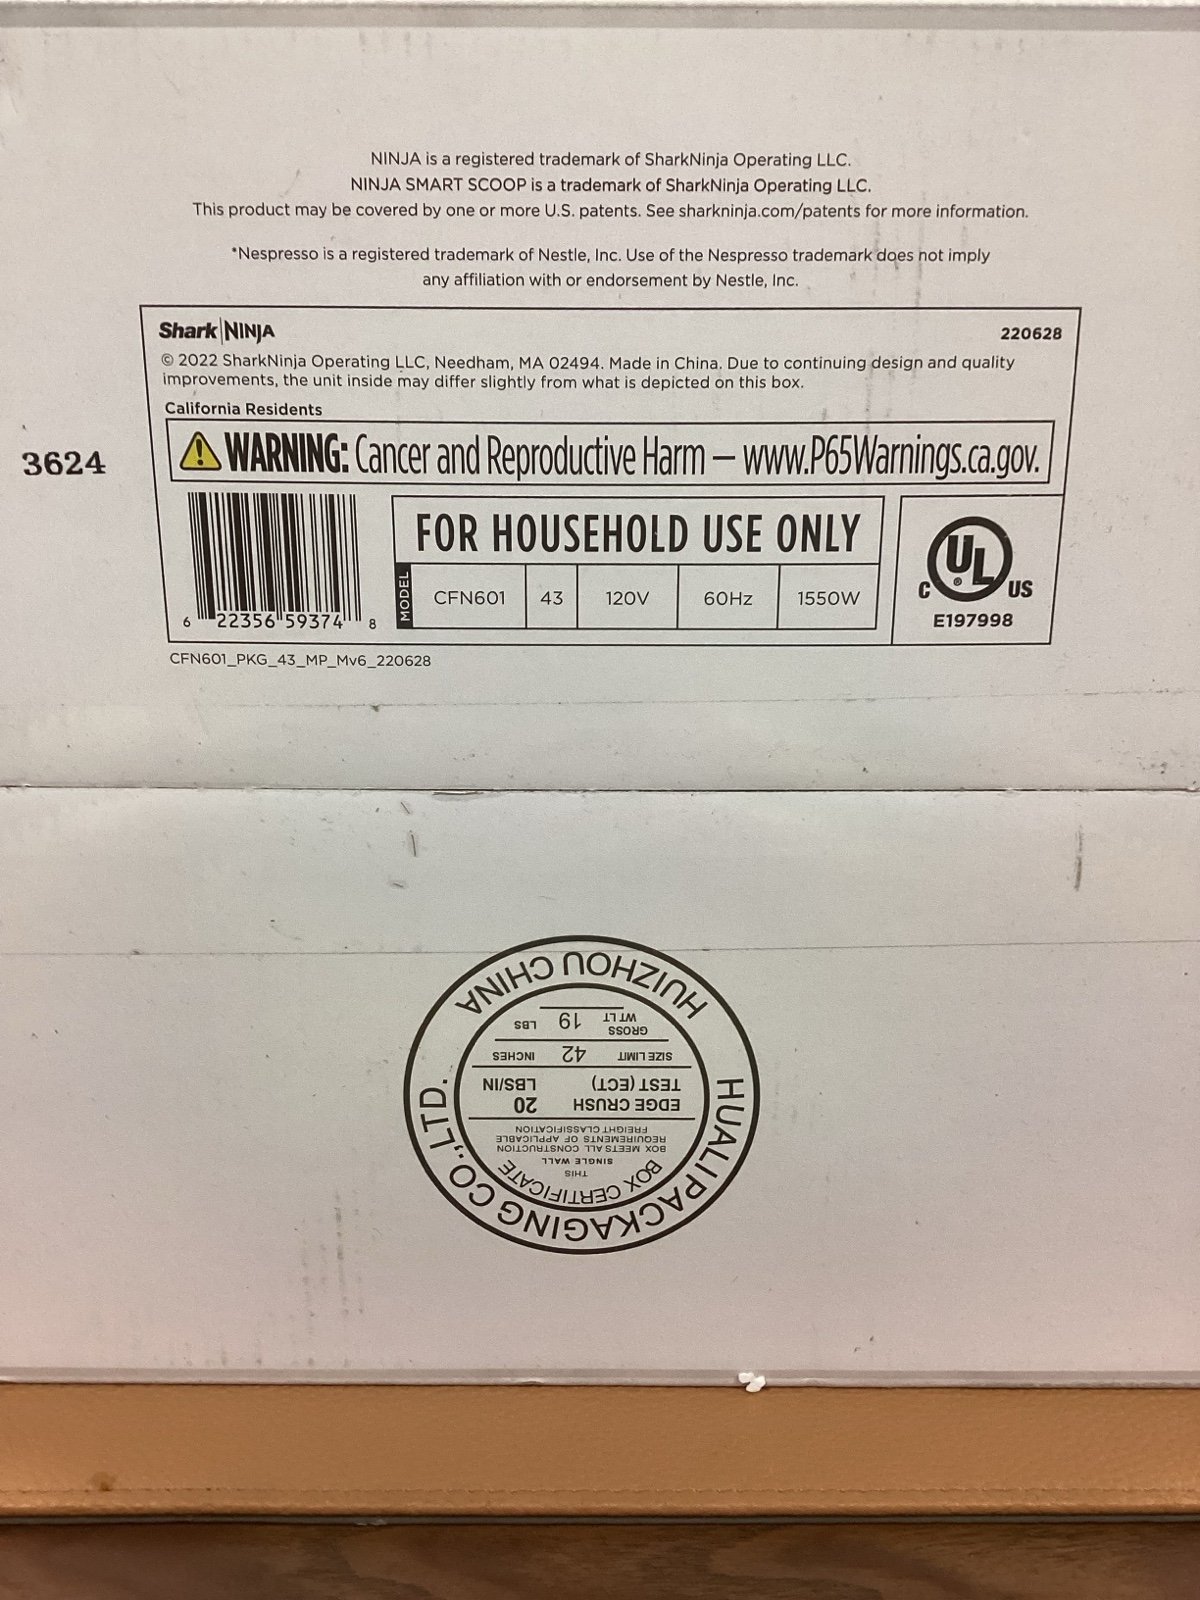 NINJA is a registered trademark of SharkNinja Operating LLC.
NINJA SMART SCOOP is a trademark of SharkNinja Operating LLC.
This product may be covered by one or more U.S. patents. See sharkninja.com/patents for more information.
*Nespresso is a registered trademark of Nestle, Inc. Use of the Nespresso trademark does not imply
any affiliation with or endorsement by Nestle, Inc.
Shark NINJA
220628
© 2022 SharkNinja Operating LLC, Needham, MA 02494. Made in China. Due to continuing design and quality
improvements, the unit inside may differ slightly from what is depicted on this box.
California Residents
WARNING: Cancer and Reproductive Harm – www.P65Warnings.ca.gov.
3624
6 22356 59374 8
FOR HOUSEHOLD USE ONLY
MODEL CFN601 43 120V 60Hz 1550W
C UL ® US
E197998
CFN601_PKG_43_MP_Mv6_220628
HUALI PACKAGING CO.,LTD.
BOX CERTIFICATE
THIS
SINGLE WALL
BOX MEETS ALL CONSTRUCTION
REQUIREMENTS OF APPLICABLE
FREIGHT CLASSIFICATION
EDGE CRUSH 20
TEST (ECT) LBS/IN
SIZE LIMIT 42 INCHES
GROSS
WT LT 19 LBS
HUIZHOU CHINA